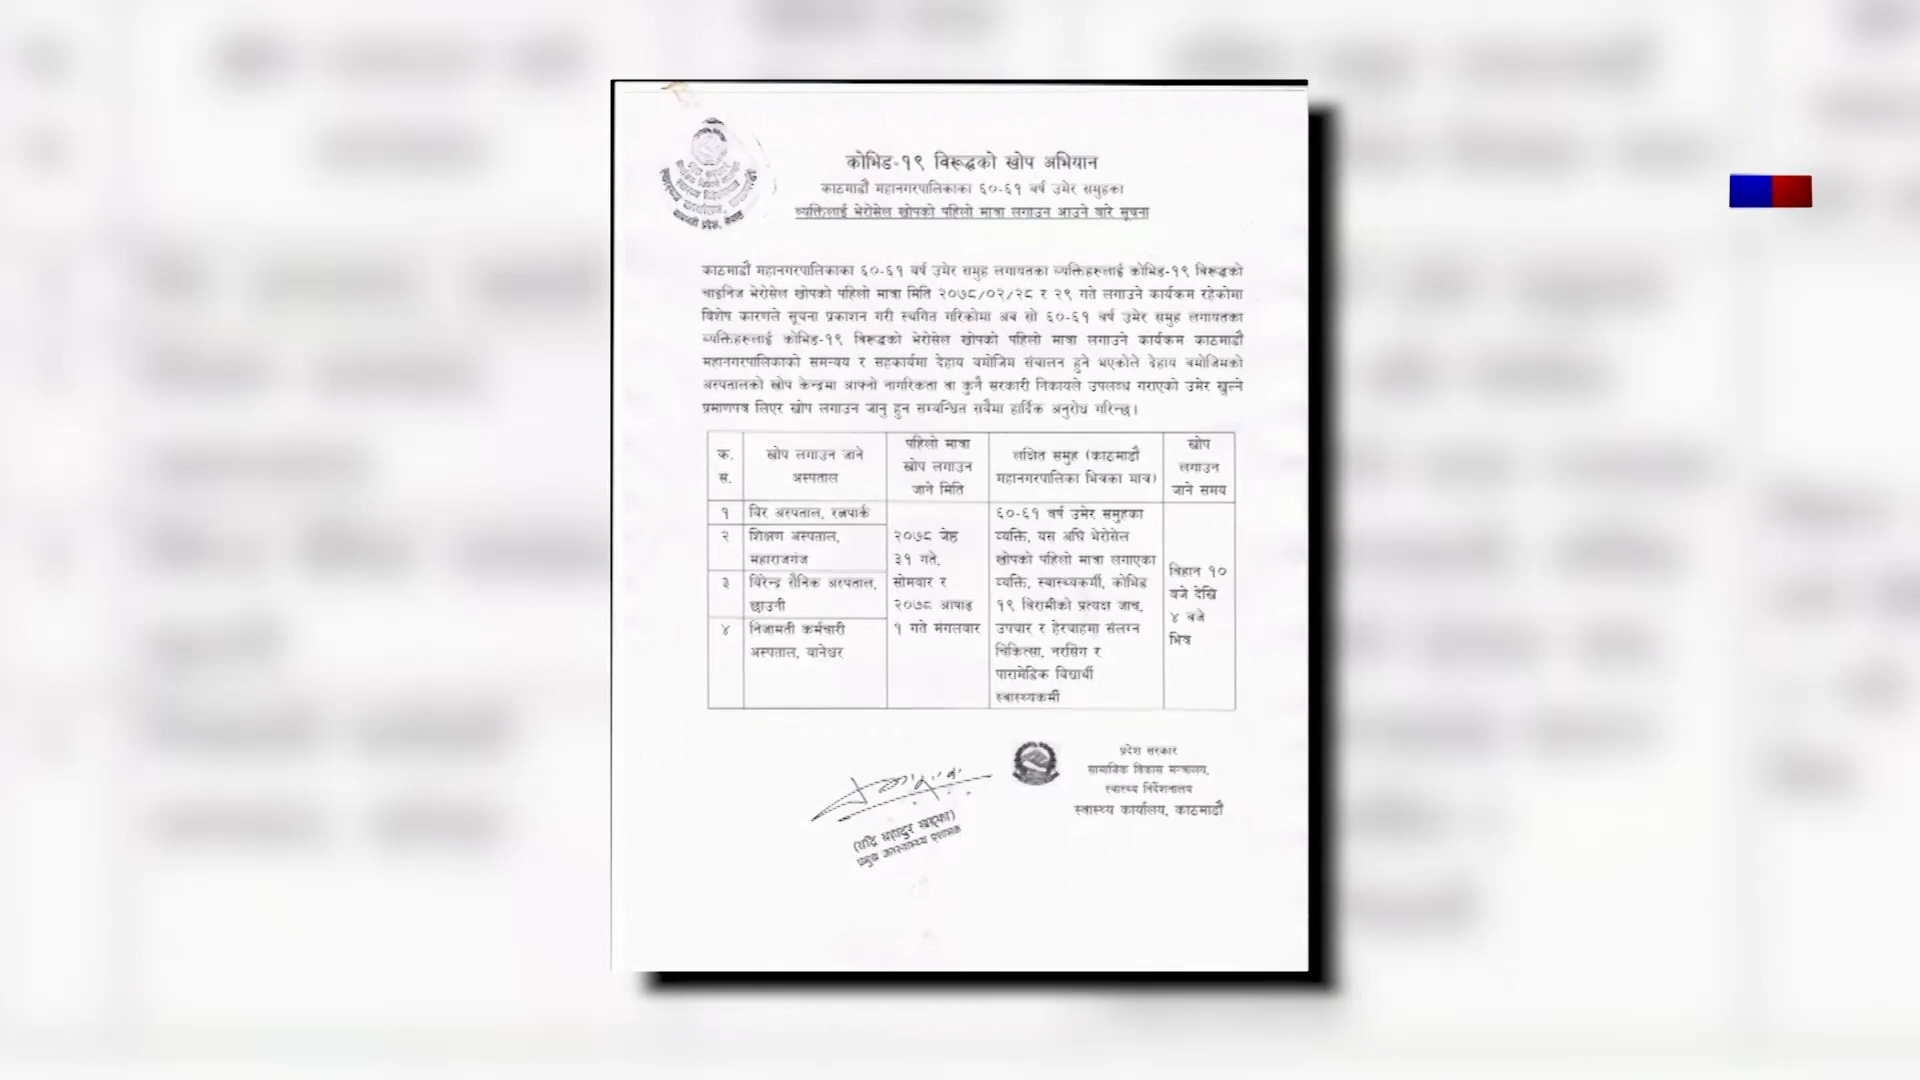 कोभिड-१९ विरूद्धको खोप अभियान
काठमाडौं महानगरपालिकाका ६०-६१ वर्ष उमेर समुहका
व्यक्तिलाई भेरोसेल खोपको पहिलो मात्रा लगाउन आउने बारे सूचना
काठमाडौं महानगरपालिकाका ६०-६१ वर्ष उमेर समुह लगायतका व्यक्तिहरुलाई कोभिड-१९ विरूद्धको
चाइनिज भेरोसेल खोपको पहिलो मात्रा मिति २०७८/०२/२८ र २९ गते लगाउने कार्यक्रम रहेकोमा
विशेष कारणले सूचना प्रकाशन गरी स्थगित गरिकोमा अब सो ६०-६१ वर्ष उमेर समुह लगायतका
व्यक्तिहरुलाई कोभिड-१९ विरूद्धको भेरोसेल खोपको पहिलो मात्रा लगाउने कार्यक्रम काठमाडौं
महानगरपालिकाको समन्वय र सहकार्यमा देहाय बमोजिम संचालन हुने भएकोले देहाय बमोजिमको
अस्पतालको खोप केन्द्रमा आफ्नो नागरिकता वा कुनै सरकारी निकायले उपलब्ध गराएको उमेर खुल्ने
प्रमाणपत्र लिएर खोप लगाउन जानु हुन सम्बन्धित सबैमा हार्दिक अनुरोध गरिन्छ।
क.
स.
खोप लगाउन जाने
अस्पताल
पहिलो मात्रा
खोप लगाउन
जाने मिति
लक्षित समुह (काठमाडौं
महानगरपालिका भित्रका मात्र)
खोप
लगाउन
जाने समय
१
विर अस्पताल, रत्नपार्क
२
शिक्षण अस्पताल,
महाराजगंज
३
विरेन्द्र सैनिक अस्पताल,
छाउनी
४
निजामती कर्मचारी
अस्पताल, बानेश्वर
२०७८ जेष्ठ
३१ गते,
सोमवार र
२०७८ आषाढ
१ गते मंगलवार
६०-६१ वर्ष उमेर समुहका
व्यक्ति, यस अघि भेरोसेल
खोपको पहिलो मात्रा लगाएका
व्यक्ति, स्वास्थ्यकर्मी, कोभिड
१९ विरामीको प्रत्यक्ष जाच,
उपचार र हेरचाहमा संलग्न
चिकित्सा, नरसिंग र
पारामेडिक विद्यार्थी
स्वास्थ्यकर्मी
विहान १०
बजे देखि
४ बजे
भित्र
प्रदेश सरकार
सामाजिक विकास मन्त्रालय,
स्वास्थ्य निर्देशनालय
स्वास्थ्य कार्यालय, काठमाडौं
बहादुर खड्का)
प्रमुख जनस्वास्थ्य प्रशासक